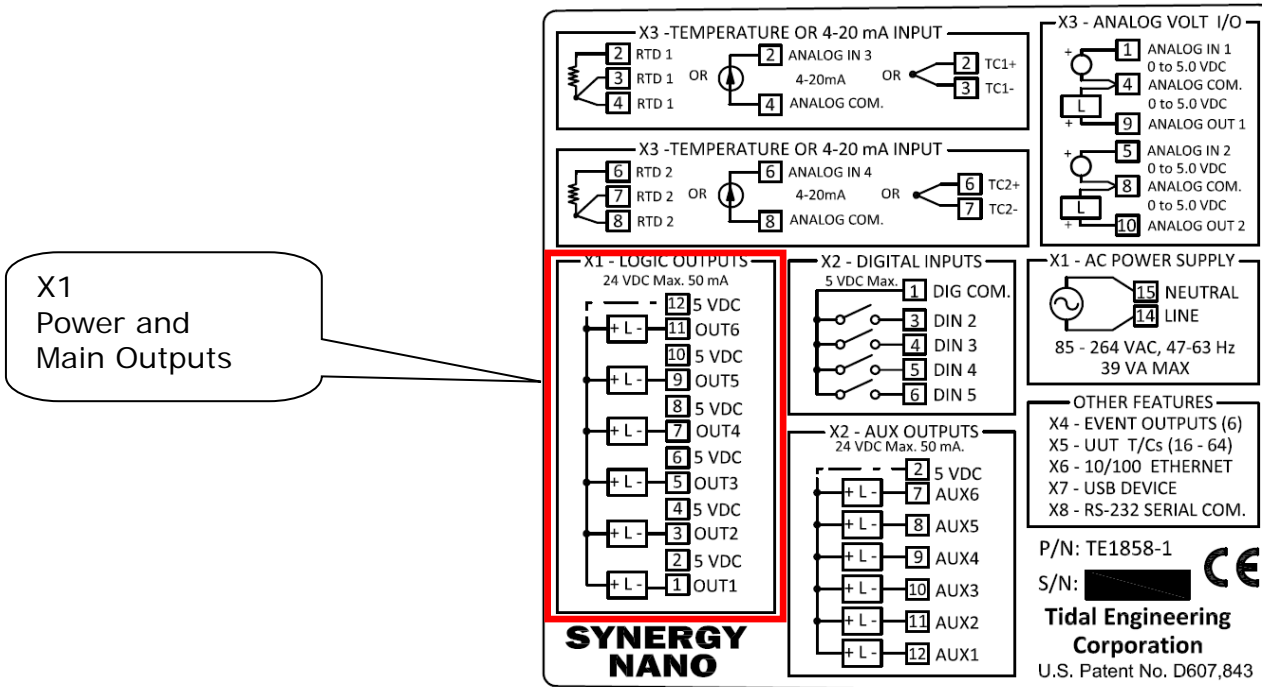 X1
Power and
Main Outputs
X3 -TEMPERATURE OR 4-20 mA INPUT
2 RTD 1
3 RTD 1
4 RTD 1
OR
2 ANALOG IN 3
4-20mA
4 ANALOG COM.
OR
2 TC1+
3 TC1-
X3 -TEMPERATURE OR 4-20 mA INPUT
6 RTD 2
7 RTD 2
8 RTD 2
OR
6 ANALOG IN 4
4-20mA
8 ANALOG COM.
OR
6 TC2+
7 TC2-
X3 - ANALOG VOLT I/O
+ 1 ANALOG IN 1
0 to 5.0 VDC
4 ANALOG COM.
L 0 to 5.0 VDC
+ 9 ANALOG OUT 1
+ 5 ANALOG IN 2
0 to 5.0 VDC
8 ANALOG COM.
L 0 to 5.0 VDC
+ 10 ANALOG OUT 2
X1 - LOGIC OUTPUTS
24 VDC Max. 50 mA
12 5 VDC
+ L - 11 OUT6
10 5 VDC
+ L - 9 OUT5
8 5 VDC
+ L - 7 OUT4
6 5 VDC
+ L - 5 OUT3
4 5 VDC
+ L - 3 OUT2
2 5 VDC
+ L - 1 OUT1
SYNERGY
NANO
X2 - DIGITAL INPUTS
5 VDC Max.
1 DIG COM.
3 DIN 2
4 DIN 3
5 DIN 4
6 DIN 5
X2 - AUX OUTPUTS
24 VDC Max. 50 mA.
2 5 VDC
+ L - 7 AUX6
+ L - 8 AUX5
+ L - 9 AUX4
+ L - 10 AUX3
+ L - 11 AUX2
+ L - 12 AUX1
X1 - AC POWER SUPPLY
15 NEUTRAL
14 LINE
85 - 264 VAC, 47-63 Hz
39 VA MAX
OTHER FEATURES
X4 - EVENT OUTPUTS (6)
X5 - UUT T/Cs (16 - 64)
X6 - 10/100 ETHERNET
X7 - USB DEVICE
X8 - RS-232 SERIAL COM.
P/N: TE1858-1
CE
S/N:
Tidal Engineering
Corporation
U.S. Patent No. D607,843